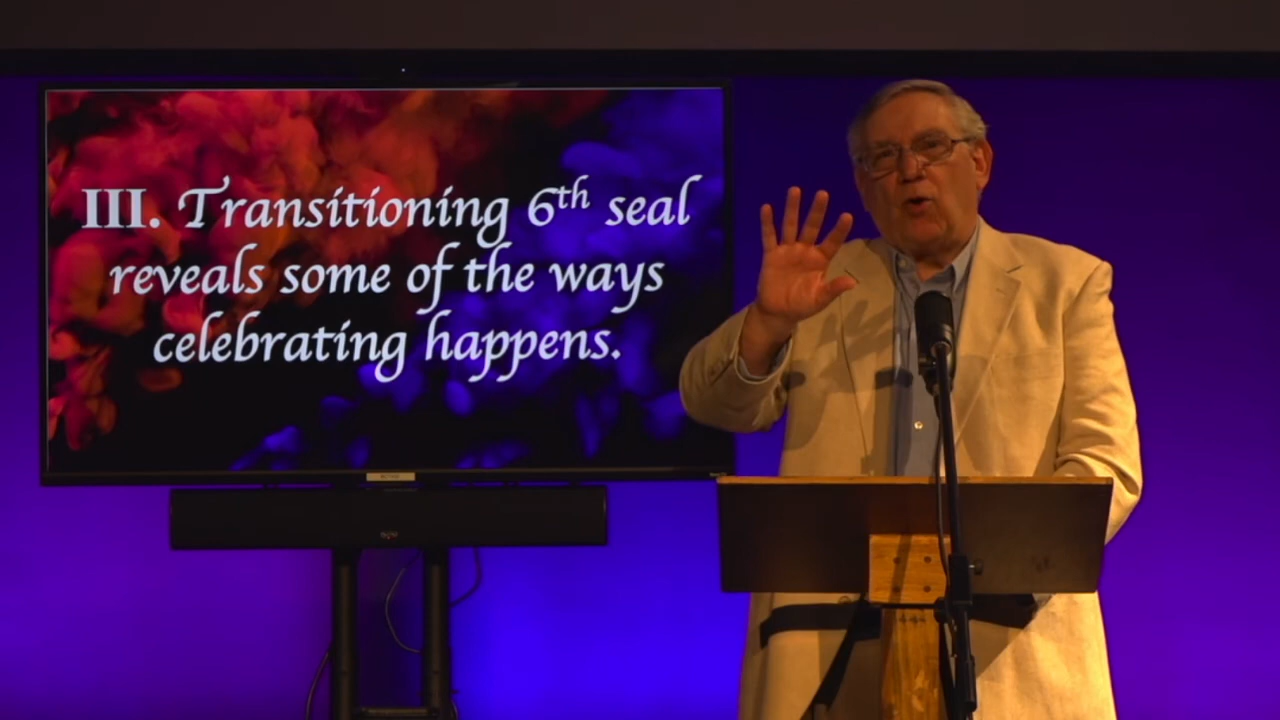 III. Transitioning 6th seal
reveals some of the ways
celebrating happens.